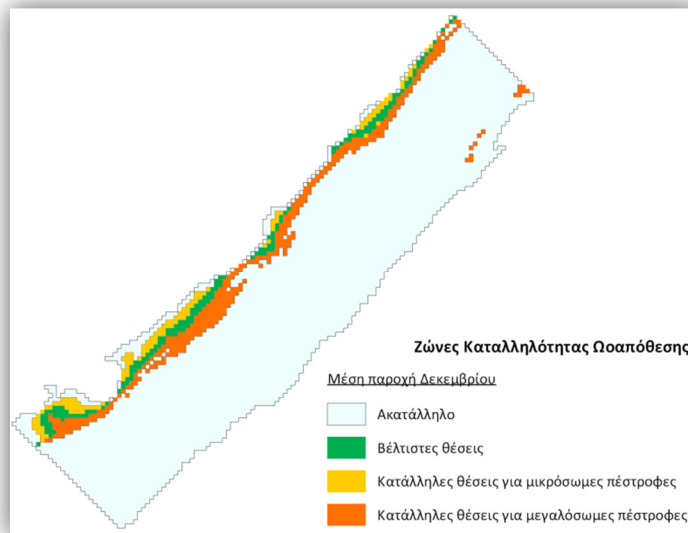 Ζώνες Καταλληλότητας Ωοαπόθεσης
Μέση παροχή Δεκεμβρίου
Ακατάλληλο
Βέλτιστες θέσεις
Κατάλληλες θέσεις για μικρόσωμες πέστροφες
Κατάλληλες θέσεις για μεγαλόσωμες πέστροφες